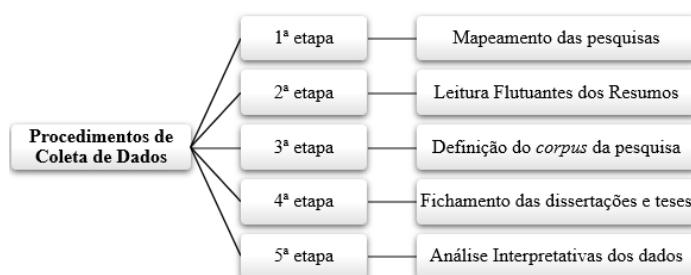 Procedimentos de
Coleta de Dados
1ª etapa
Mapeamento das pesquisas
2ª etapa
Leitura Flutuantes dos Resumos
3ª etapa
Definição do corpus da pesquisa
4ª etapa
Fichamento das dissertações e teses
5ª etapa
Análise Interpretativas dos dados